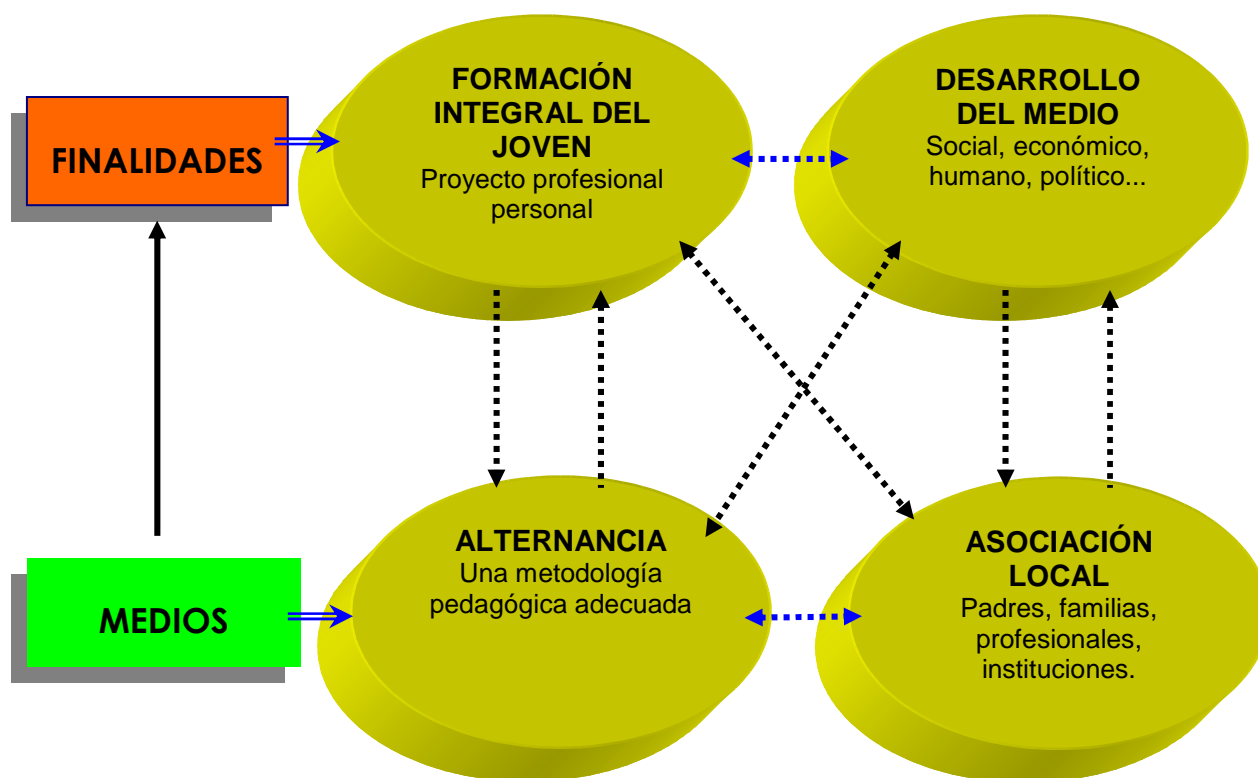 FINALIDADES
FORMACIÓN
INTEGRAL DEL
JOVEN
Proyecto profesional
personal
DESARROLLO
DEL MEDIO
Social, económico,
humano, político...
MEDIOS
ALTERNANCIA
Una metodología
pedagógica adecuada
ASOCIACIÓN
LOCAL
Padres, familias,
profesionales,
instituciones.